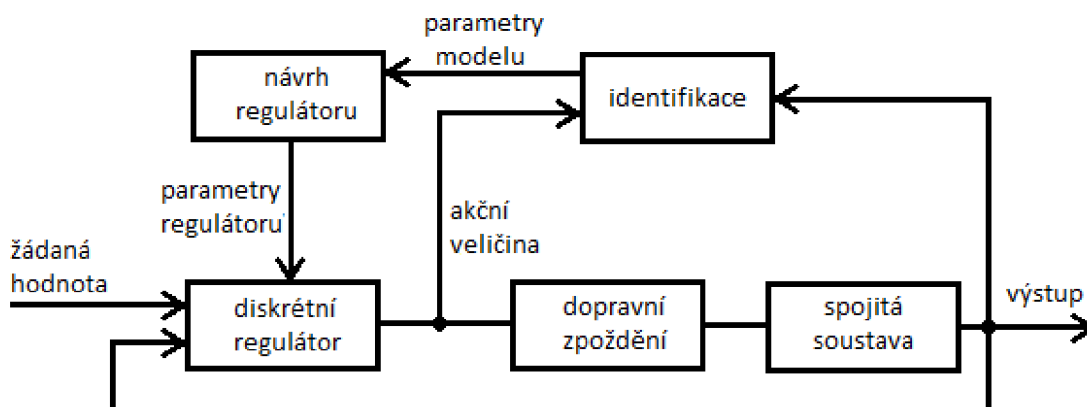 parametry
modelu
návrh
regulátoru
identifikace
parametry
regulátoru
akční
veličina
žádaná
hodnota
diskrétní
regulátor
dopravní
zpoždění
spojitá
soustava
výstup